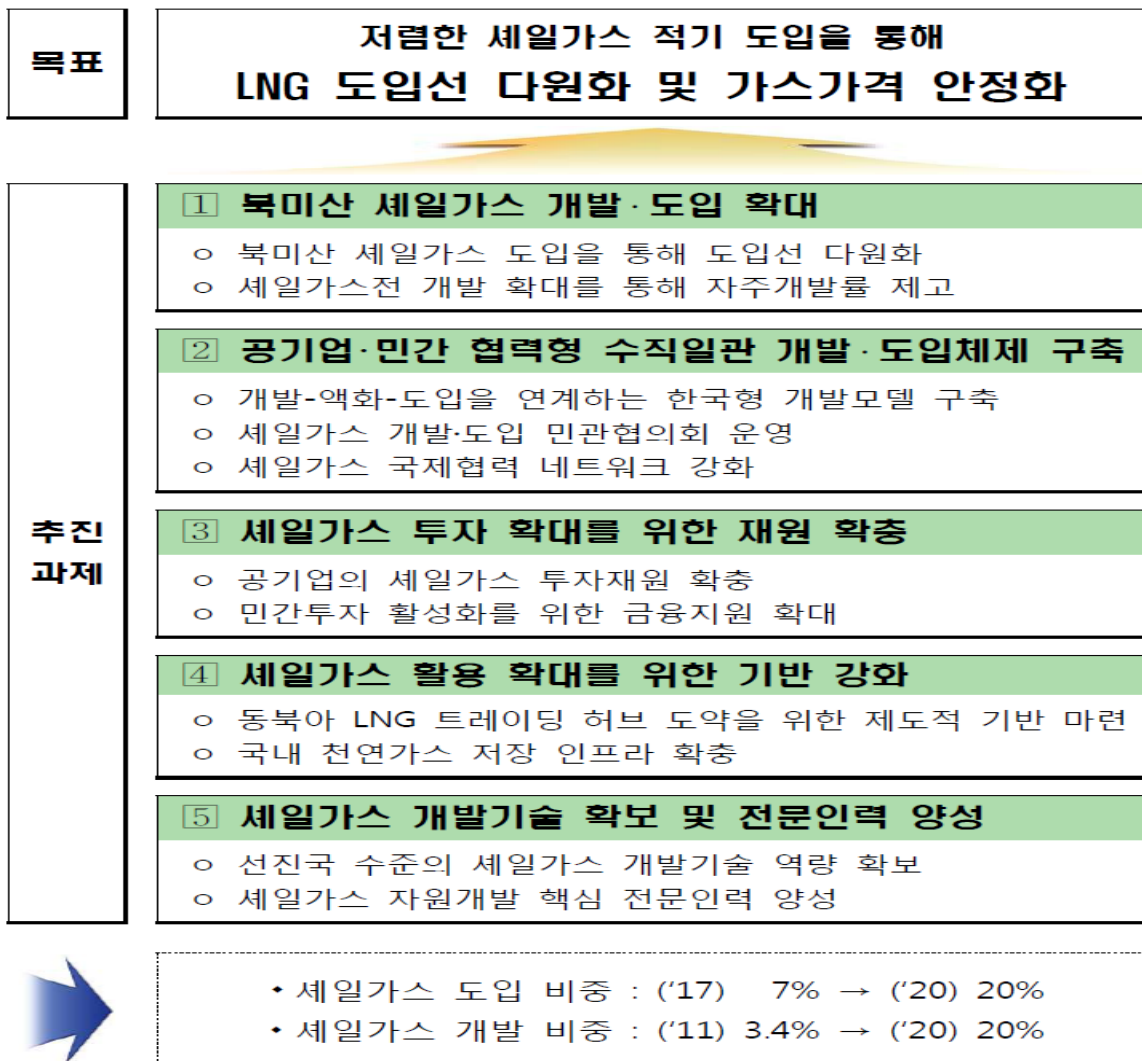 목표
저렴한 셰일가스 적기 도입을 통해
LNG 도입선 다원화 및 가스가격 안정화
추진
과제
1 북미산 셰일가스 개발·도입 확대
ㅇ 북미산 셰일가스 도입을 통해 도입선 다원화
ㅇ 셰일가스전 개발 확대를 통해 자주개발률 제고
2 공기업·민간 협력형 수직일관 개발·도입체제 구축
ㅇ 개발-액화-도입을 연계하는 한국형 개발모델 구축
ㅇ 셰일가스 개발·도입 민관협의회 운영
ㅇ 셰일가스 국제협력 네트워크 강화
3 셰일가스 투자 확대를 위한 재원 확충
ㅇ 공기업의 셰일가스 투자재원 확충
ㅇ 민간투자 활성화를 위한 금융지원 확대
4 셰일가스 활용 확대를 위한 기반 강화
ㅇ 동북아 LNG 트레이딩 허브 도약을 위한 제도적 기반 마련
ㅇ 국내 천연가스 저장 인프라 확충
5 셰일가스 개발기술 확보 및 전문인력 양성
ㅇ 선진국 수준의 셰일가스 개발기술 역량 확보
ㅇ 셰일가스 자원개발 핵심 전문인력 양성
• 셰일가스 도입 비중 : ('17) 7% → ('20) 20%
• 셰일가스 개발 비중 : ('11) 3.4% → ('20) 20%